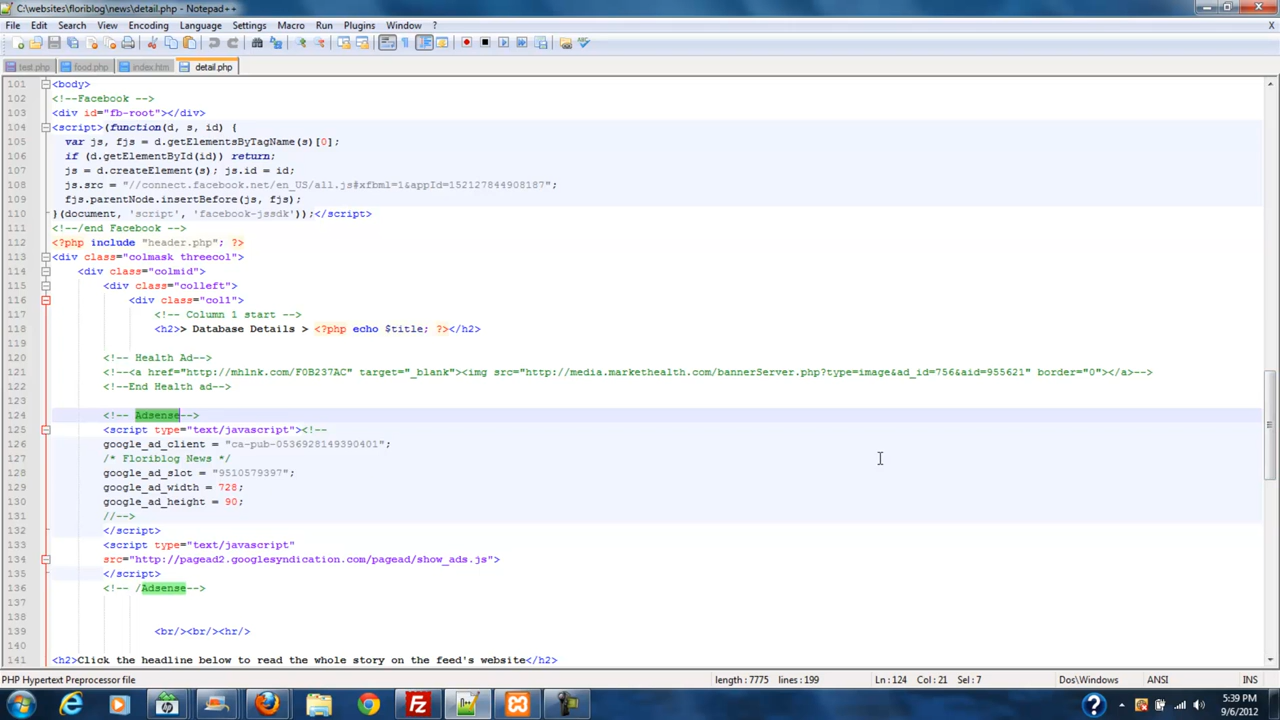 C:\websites\floriblog\news\detail.php - Notepad++
File Edit Search View Encoding Language Settings Macro Run Plugins Window ?
X
test.php food.php index.htm detail.php
101 <body>
102 <!--Facebook -->
103 <div id="fb-root"></div>
104 <script>(function(d, s, id) {
105 var js, fjs = d.getElementsByTagName(s)[0];
106 if (d.getElementById(id)) return;
107 js = d.createElement(s); js.id = id;
108 js.src = "//connect.facebook.net/en_US/all.js#xfbml=1&appId=152127844908187";
109 fjs.parentNode.insertBefore(js, fjs);
110 }(document, 'script', 'facebook-jssdk'));</script>
111 <!--/end Facebook -->
112 <?php include "header.php"; ?>
113 <div class="colmask threecol">
114 <div class="colmid">
115 <div class="colleft">
116 <div class="col1">
117 <!-- Column 1 start -->
118 <h2>> Database Details > <?php echo $title; ?></h2>
119
120 <!-- Health Ad-->
121 <!--<a href="http://mhlnk.com/F0B237AC" target="_blank"><img src="http://media.markethealth.com/bannerServer.php?type=image&ad_id=756&aid=955621" border="0"></a>-->
122 <!--End Health ad-->
123
124 <!-- Adsense-->
125 <script type="text/javascript"><!--
126 google_ad_client = "ca-pub-0536928149390401";
127 /* Floriblog News */
128 google_ad_slot = "9510579397";
129 google_ad_width = 728;
130 google_ad_height = 90;
131 //-->
132 </script>
133 <script type="text/javascript"
134 src="http://pagead2.googlesyndication.com/pagead/show_ads.js">
135 </script>
136 <!-- /Adsense-->
137
138
139 <br/><br/><hr/>
140
141 <h2>Click the headline below to read the whole story on the feed's website</h2>
PHP Hypertext Preprocessor file length : 7775 lines : 199 Ln : 124 Col : 21 Sel : 7 Dos\Windows ANSI INS
5:39 PM
9/6/2012